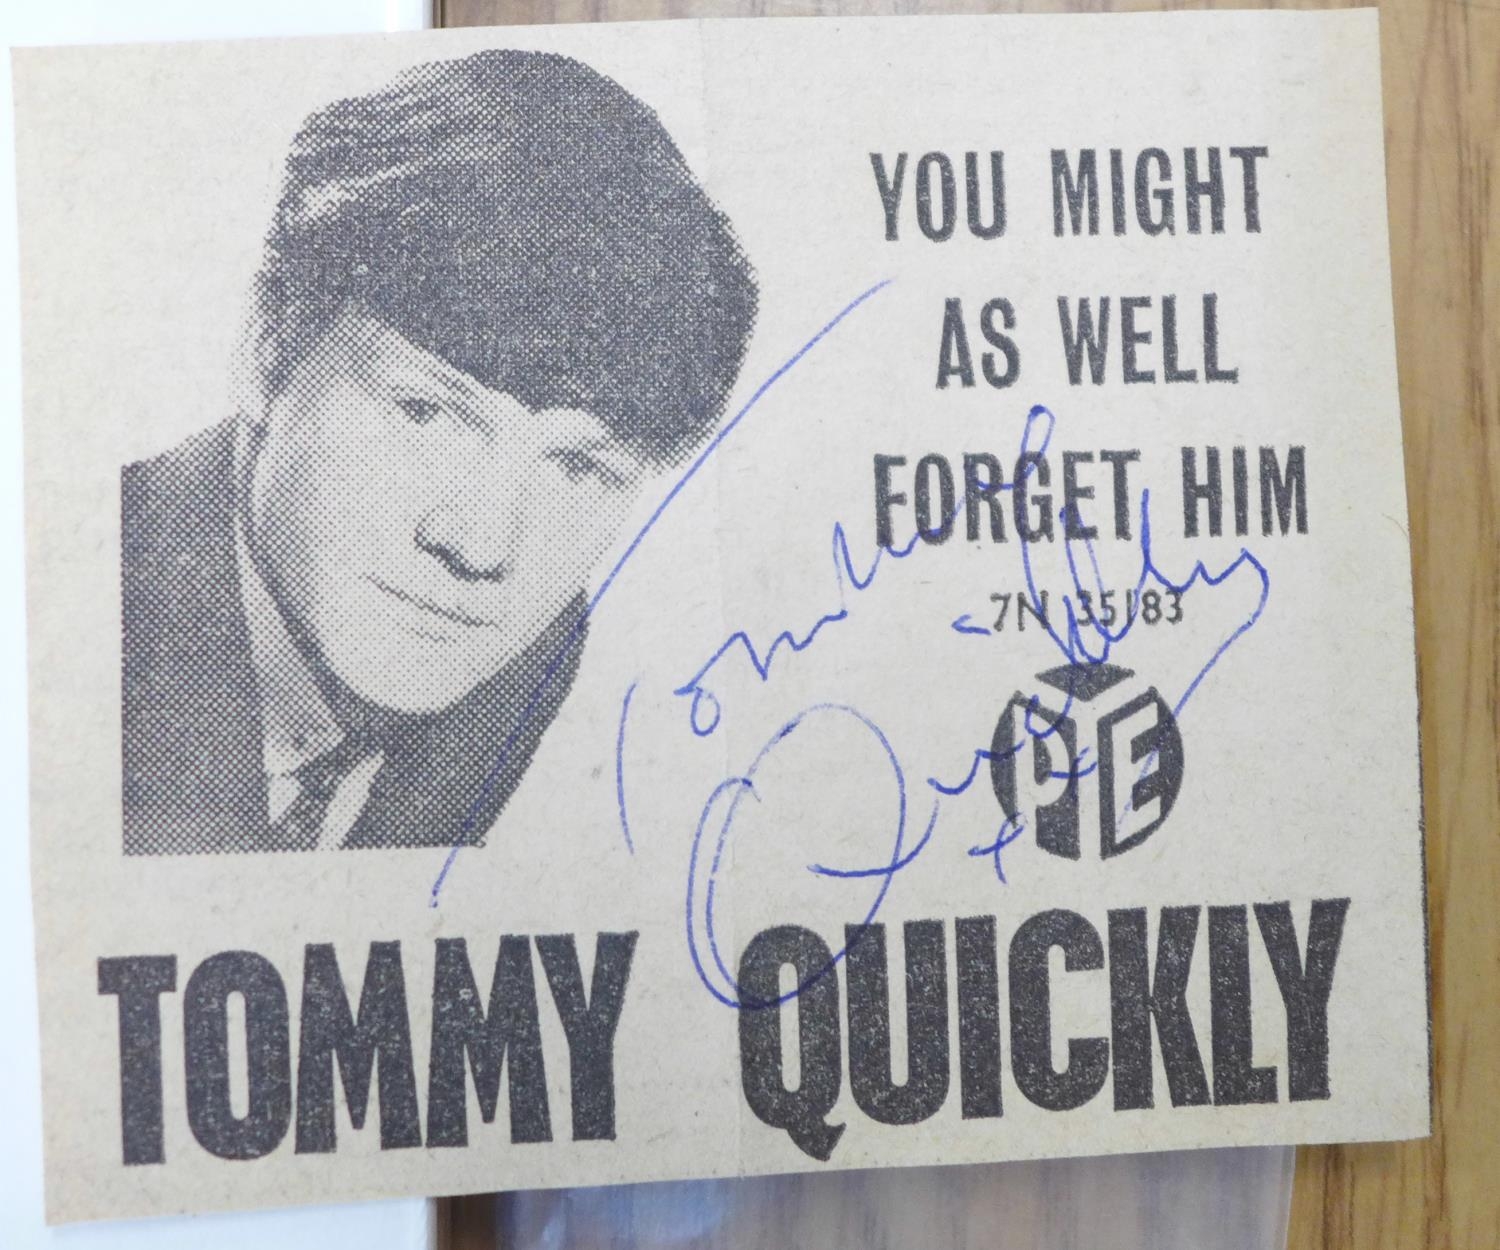 YOU MIGHT
AS WELL
FORGET HIM
7N 35183
PYE
Tommy
Quickly
TOMMY QUICKLY